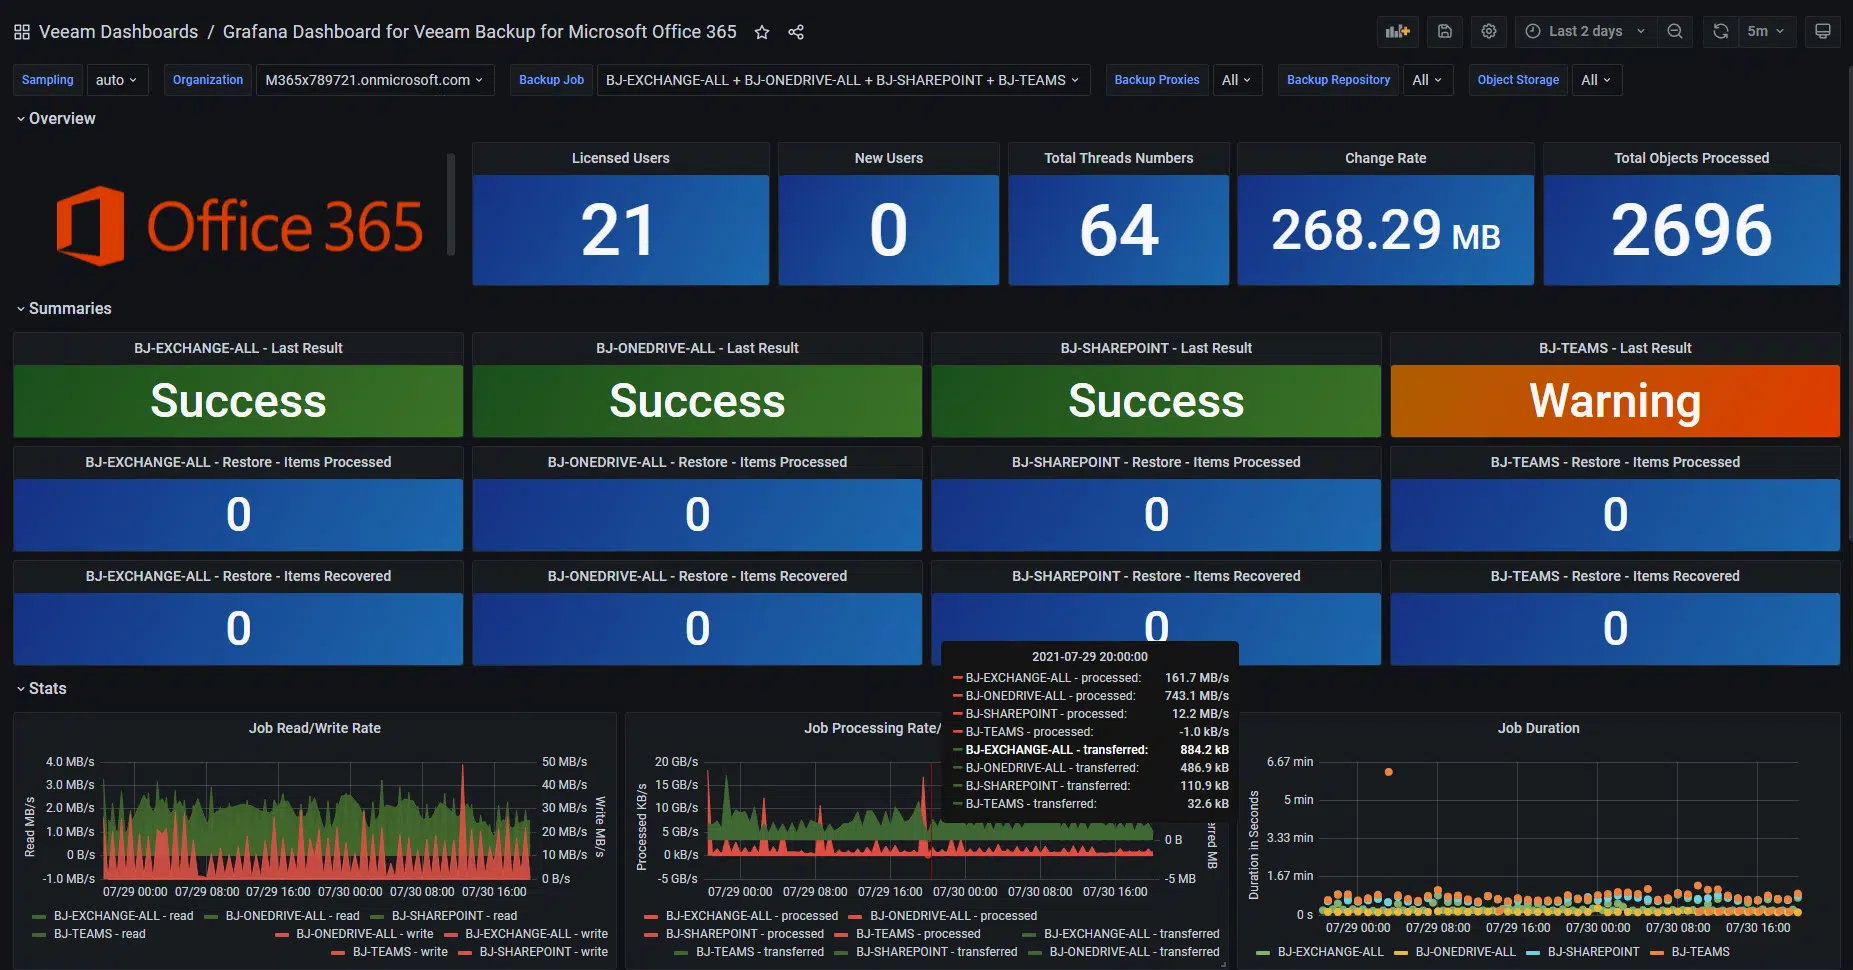 Veeam Dashboards / Grafana Dashboard for Veeam Backup for Microsoft Office 365
Last 2 days
5m
Sampling auto Organization M365x789721.onmicrosoft.com Backup Job BJ-EXCHANGE-ALL + BJ-ONEDRIVE-ALL + BJ-SHAREPOINT + BJ-TEAMS Backup Proxies All Backup Repository All Object Storage All
Overview
Office 365
Licensed Users
21
New Users
0
Total Threads Numbers
64
Change Rate
268.29 MB
Total Objects Processed
2696
Summaries
BJ-EXCHANGE-ALL - Last Result
Success
BJ-ONEDRIVE-ALL - Last Result
Success
BJ-SHAREPOINT - Last Result
Success
BJ-TEAMS - Last Result
Warning
BJ-EXCHANGE-ALL - Restore - Items Processed
0
BJ-ONEDRIVE-ALL - Restore - Items Processed
0
BJ-SHAREPOINT - Restore - Items Processed
0
BJ-TEAMS - Restore - Items Processed
0
BJ-EXCHANGE-ALL - Restore - Items Recovered
0
BJ-ONEDRIVE-ALL - Restore - Items Recovered
0
BJ-SHAREPOINT - Restore - Items Recovered
0
BJ-TEAMS - Restore - Items Recovered
0
2021-07-29 20:00:00
BJ-EXCHANGE-ALL - processed: 161.7 MB/s
BJ-ONEDRIVE-ALL - processed: 743.1 MB/s
BJ-SHAREPOINT - processed: 12.2 MB/s
BJ-TEAMS - processed: -1.0 kB/s
BJ-EXCHANGE-ALL - transferred: 884.2 kB
BJ-ONEDRIVE-ALL - transferred: 486.9 kB
BJ-SHAREPOINT - transferred: 110.9 kB
BJ-TEAMS - transferred: 32.6 kB
Stats
Job Read/Write Rate
Read MB/s
4.0 MB/s
3.0 MB/s
2.0 MB/s
1.0 MB/s
0 B/s
-1.0 MB/s
50 MB/s
40 MB/s
30 MB/s
20 MB/s
10 MB/s
0 B/s
Write MB/s
07/29 00:00 07/29 08:00 07/29 16:00 07/30 00:00 07/30 08:00 07/30 16:00
BJ-EXCHANGE-ALL - read BJ-ONEDRIVE-ALL - read BJ-SHAREPOINT - read
BJ-TEAMS - read BJ-ONEDRIVE-ALL - write BJ-EXCHANGE-ALL - write
BJ-TEAMS - write BJ-SHAREPOINT - write
Job Processing Rate/
Processed KB/s
20 GB/s
15 GB/s
10 GB/s
5 GB/s
0 kB/s
-5 GB/s
0 B
-5 MB
rred MB
07/29 00:00 07/29 08:00 07/29 16:00 07/30 00:00 07/30 08:00 07/30 16:00
BJ-EXCHANGE-ALL - processed BJ-ONEDRIVE-ALL - processed
BJ-SHAREPOINT - processed BJ-TEAMS - processed BJ-EXCHANGE-ALL - transferred
BJ-TEAMS - transferred BJ-SHAREPOINT - transferred BJ-ONEDRIVE-ALL - transferred
Job Duration
Duration in Seconds
6.67 min
5 min
3.33 min
1.67 min
0 s
07/29 00:00 07/29 08:00 07/29 16:00 07/30 00:00 07/30 08:00 07/30 16:00
BJ-EXCHANGE-ALL BJ-ONEDRIVE-ALL BJ-SHAREPOINT BJ-TEAMS